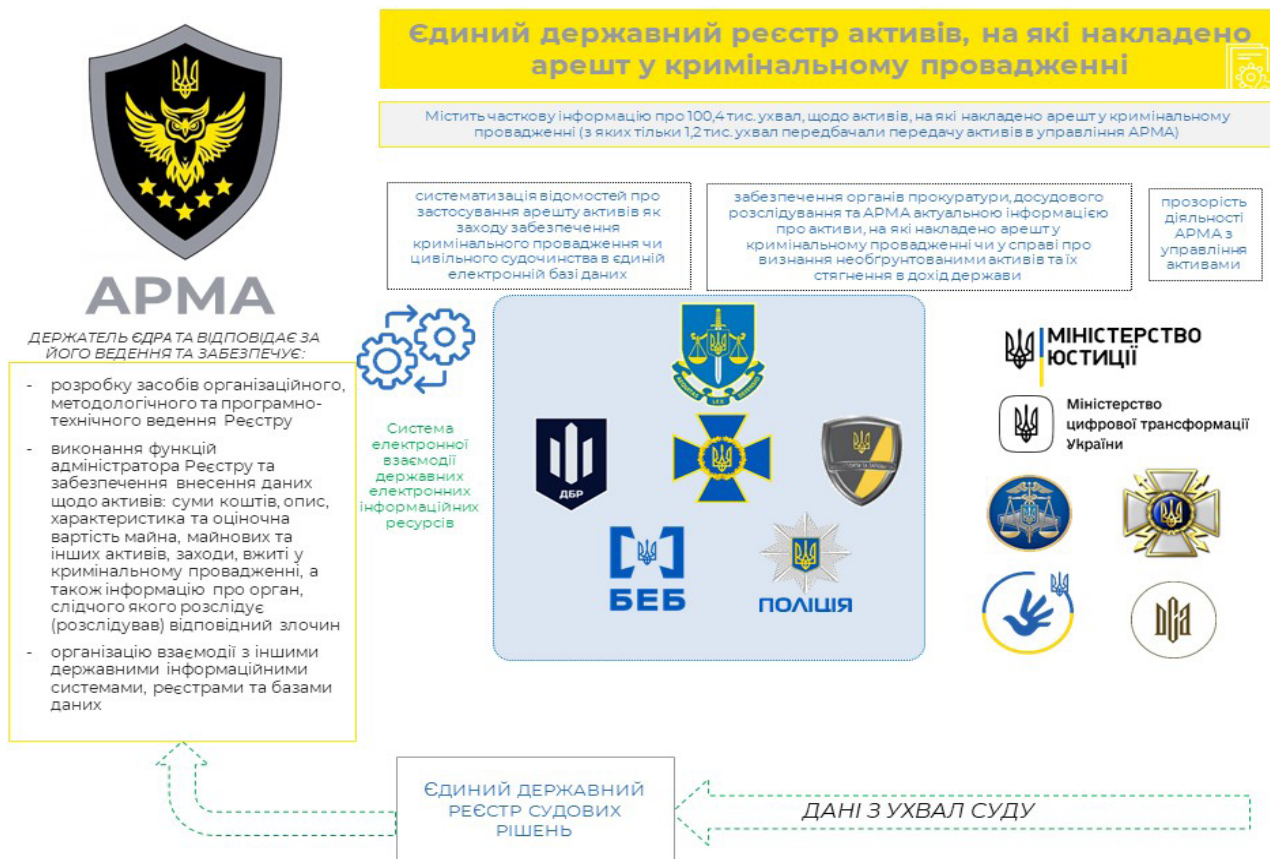 Єдиний державний реєстр активів, на які накладено
арешт у кримінальному провадженні
Містить часткову інформацію про 100,4 тис. ухвал, щодо активів, на які накладено арешт у кримінальному
провадженні (з яких тільки 1,2 тис. ухвал передбачали передачу активів в управління АРМА)
систематизація відомостей про
застосування арешту активів як
заходу забезпечення
кримінального провадження чи
цивільного судочинства в єдиній
електронній базі даних
забезпечення органів прокуратури, досудового
розслідування та АРМА актуальною інформацією
про активи, на які накладено арешт у
кримінальному провадженні чи у справі про
визнання необґрунтованими активів та їх
стягнення в дохід держави
прозорість
діяльності
АРМА з
управління
активами
АРМА
ДЕРЖАТЕЛЬ ЄДРА ТА ВІДПОВІДАЄ ЗА
ЙОГО ВЕДЕННЯ ТА ЗАБЕЗПЕЧУЄ:
- розробку засобів організаційного,
методологічного та програмно-
технічного ведення Реєстру
- виконання функцій
адміністратора Реєстру та
забезпечення внесення даних
щодо активів: суми коштів, опис,
характеристика та оціночна
вартість майна, майнових та
інших активів, заходи, вжиті у
кримінальному провадженні, а
також інформацію про орган,
слідчого якого розслідує
(розслідував) відповідний злочин
- організацію взаємодії з іншими
державними інформаційними
системами, реєстрами та базами
даних
Система
електронної
взаємодії
державних
електронних
інформаційних
ресурсів
LEX
ДБР
БЕБ
ПОЛІЦІЯ
МІНІСТЕРСТВО
ЮСТИЦІЇ
Міністерство
цифрової трансформації
України
дса
ЄДИНИЙ ДЕРЖАВНИЙ
РЕЄСТР СУДОВИХ
РІШЕНЬ
ДАНІ З УХВАЛ СУДУ